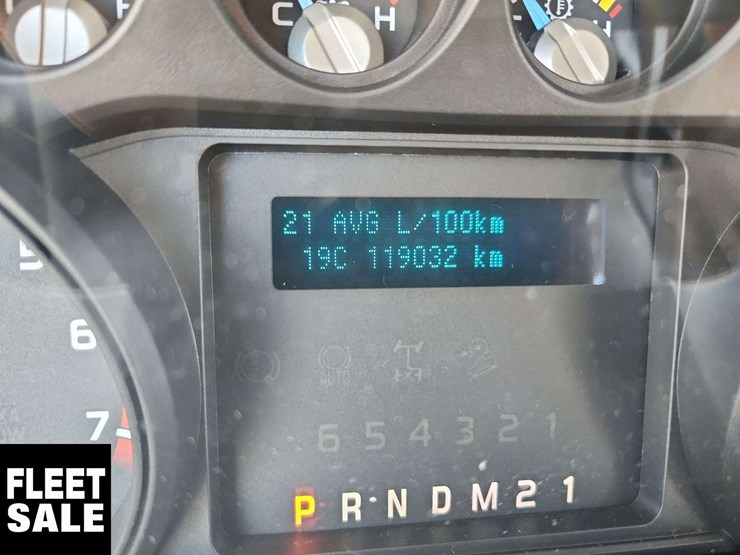 F
C H
H
21 AVG L/100km
19C 119032 km
5
6
AUTO
7
6 5 4 3 2 1
P R N D M 2 1
FLEET
SALE